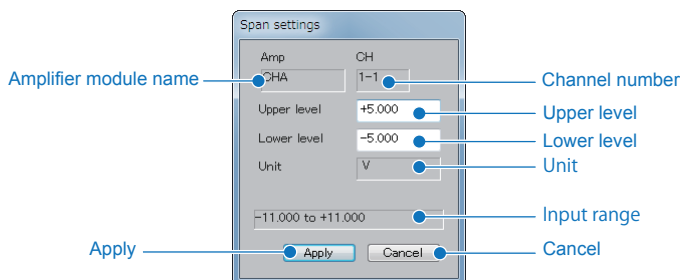 Span settings
Amp CH
Amplifier module name CHA 1-1 Channel number
Upper level +5.000 Upper level
Lower level -5.000 Lower level
Unit V Unit
-11.000 to +11.000 Input range
Apply Apply Cancel Cancel